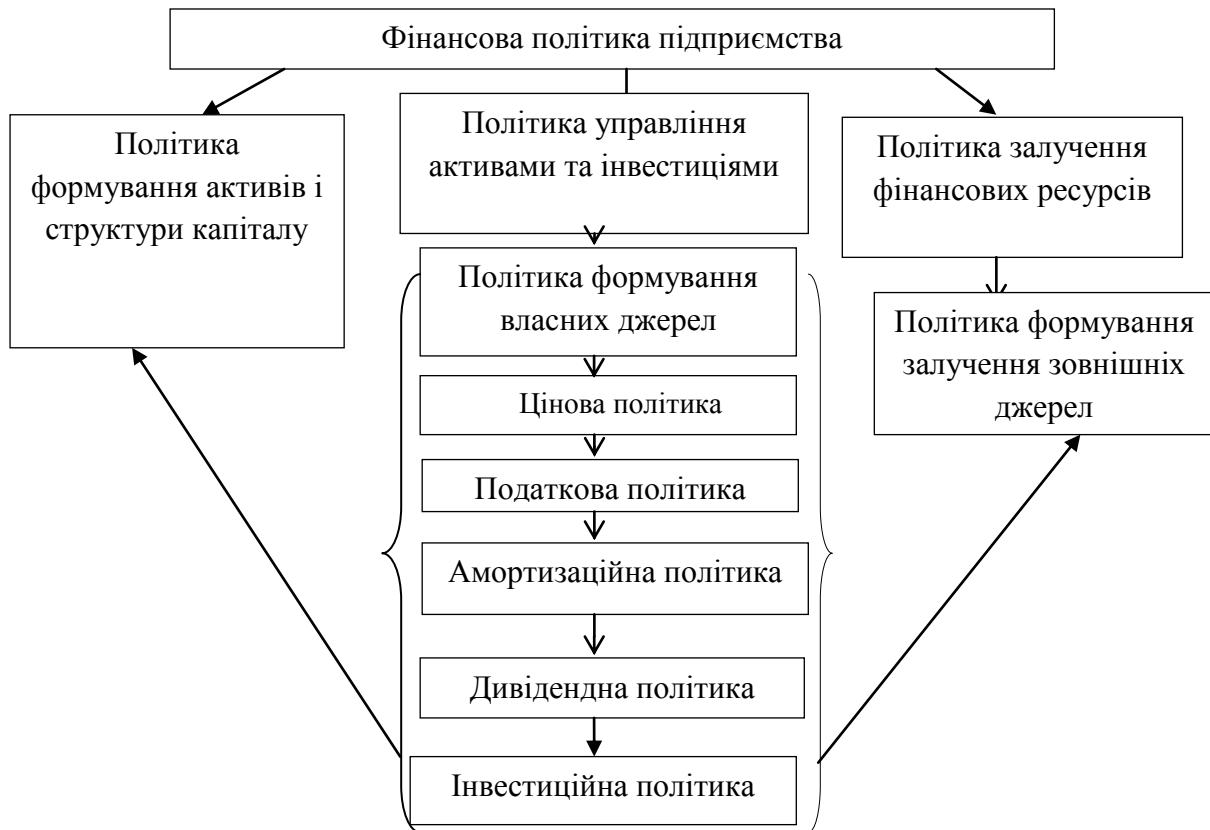 Фінансова політика підприємства
Політика
формування активів і
структури капіталу
Політика управління
активами та інвестиціями
Політика залучення
фінансових ресурсів
Політика формування
власних джерел
Політика формування
залучення зовнішніх
джерел
Цінова політика
Податкова політика
Амортизаційна політика
Дивідендна політика
Інвестиційна політика